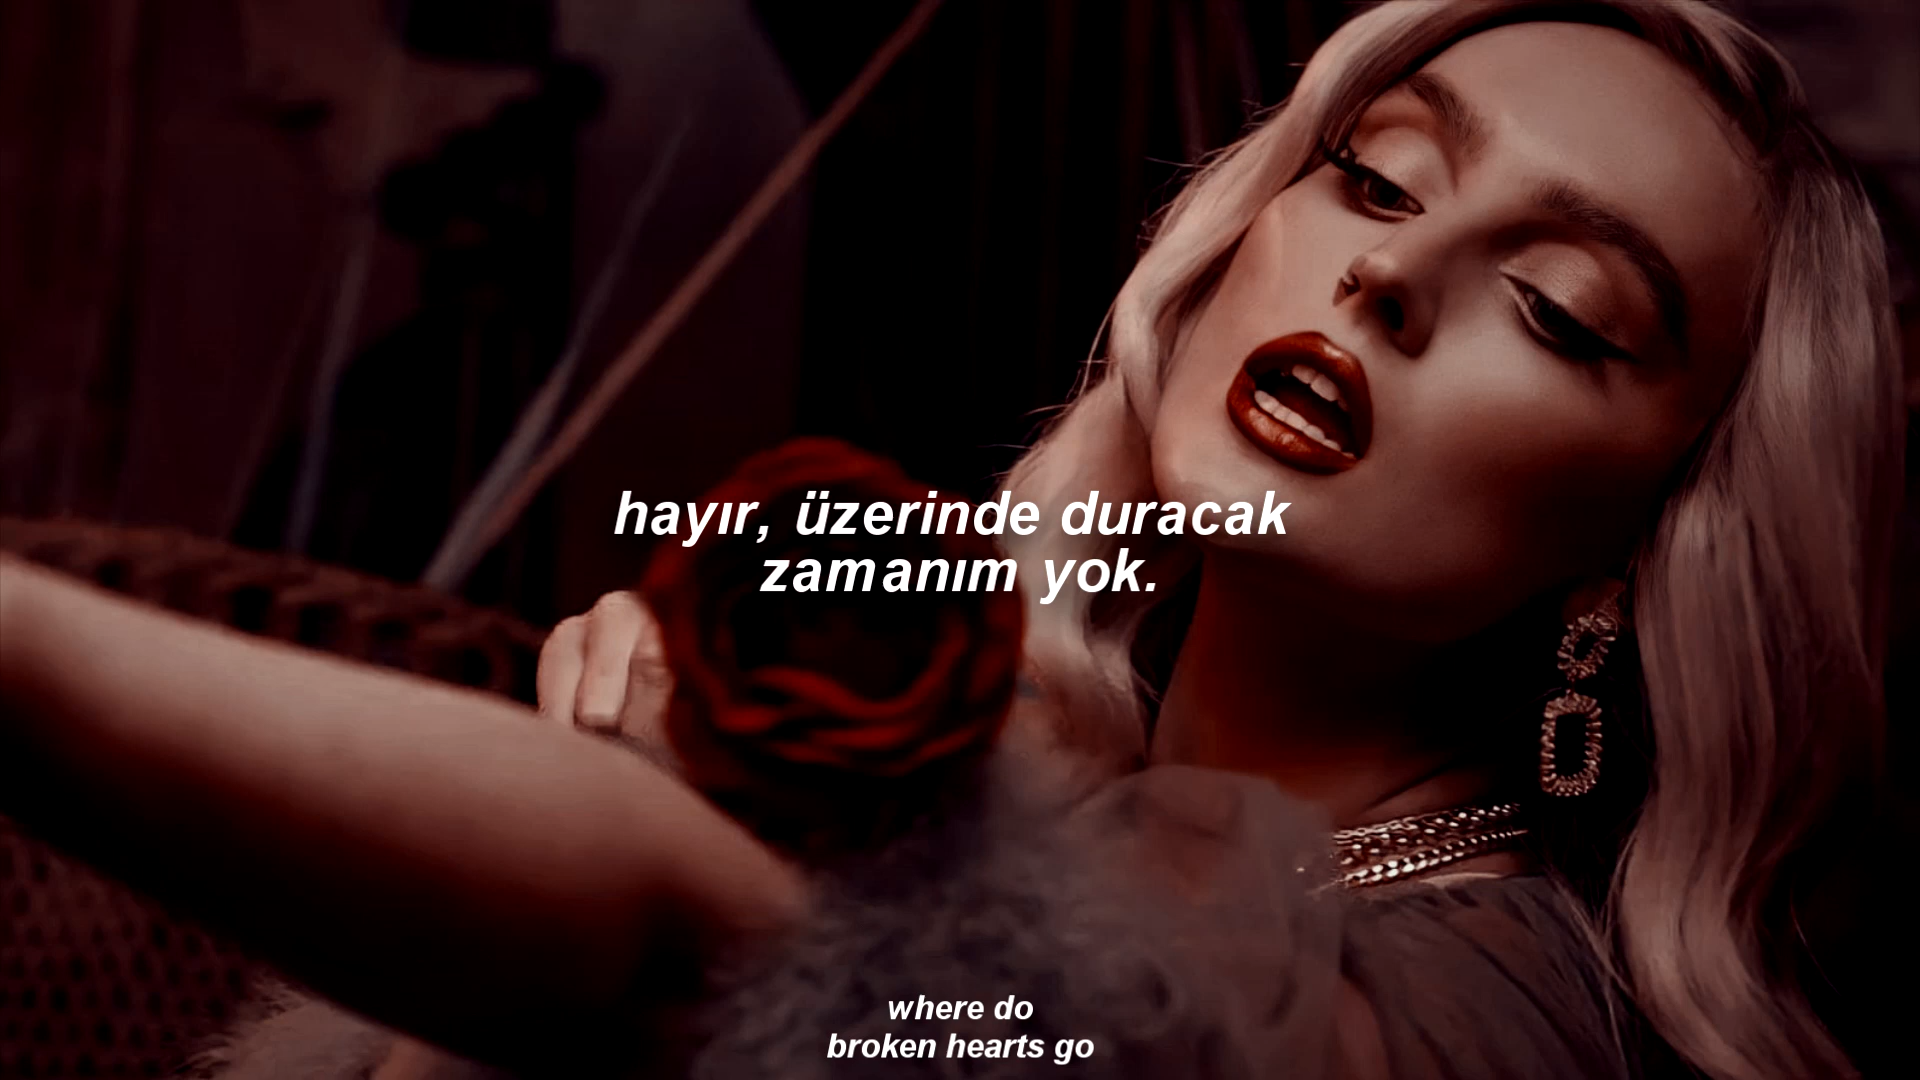 hayır, üzerinde duracak
zamanım yok.
where do
broken hearts go